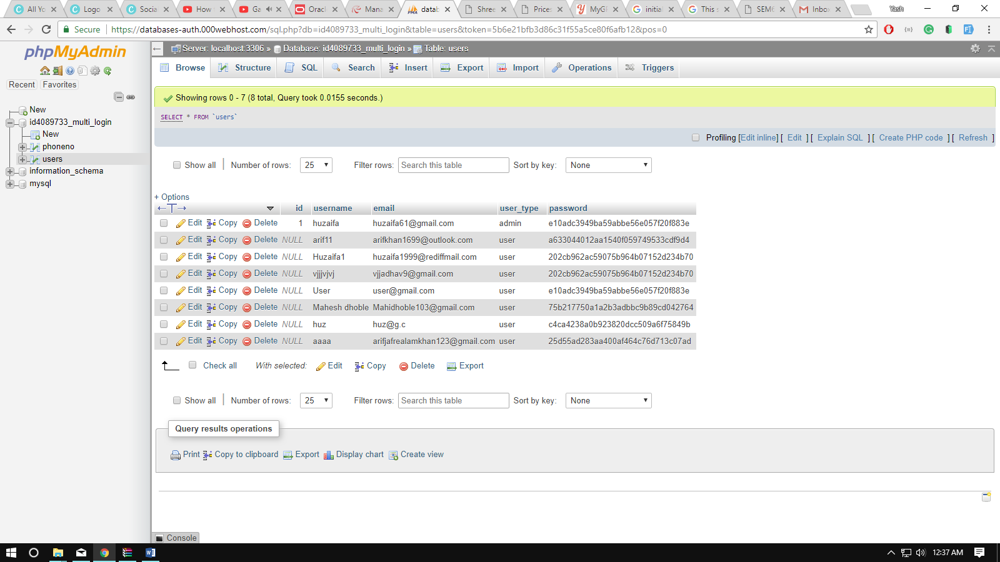 All Yo
Logo
Socia
How
Ga
Orac
Mana
datab
Shree
Prices
MyGF
initial
This s
SEM6
Inbox
Yash
Secure https://databases-auth.000webhost.com/sql.php?db=id4089733_multi_login&table=users&token=5b6e21bfb3d86c31f55a5ce80f6afb12&pos=0
phpMyAdmin
Recent Favorites
New
id4089733_multi_login
New
phoneno
users
information_schema
mysql
Server: localhost:3306 » Database: id4089733_multi_login » Table: users
Browse Structure SQL Search Insert Export Import Operations Triggers
Showing rows 0 - 7 (8 total, Query took 0.0155 seconds.)
SELECT * FROM `users`
Profiling [Edit inline] [ Edit ] [ Explain SQL ] [ Create PHP code ] [ Refresh ]
Show all Number of rows: 25 Filter rows: Search this table Sort by key: None
+ Options
id username email user_type password
Edit Copy Delete 1 huzaifa huzaifa61@gmail.com admin e10adc3949ba59abbe56e057f20f883e
Edit Copy Delete NULL arif11 arifkhan1699@outlook.com user a633044012aa1540f059749533cdf9d4
Edit Copy Delete NULL Huzaifa1 huzaifa1999@rediffmail.com user 202cb962ac59075b964b07152d234b70
Edit Copy Delete NULL vjjjvjvj vjjadhav9@gmail.com user 202cb962ac59075b964b07152d234b70
Edit Copy Delete NULL User user@gmail.com user e10adc3949ba59abbe56e057f20f883e
Edit Copy Delete NULL Mahesh dhoble Mahidhoble103@gmail.com user 75b217750a1a2b3adbbc9b89cd042764
Edit Copy Delete NULL huz huz@g.c user c4ca4238a0b923820dcc509a6f75849b
Edit Copy Delete NULL aaaa arifjafrealamkhan123@gmail.com user 25d55ad283aa400af464c76d713c07ad
Check all With selected: Edit Copy Delete Export
Show all Number of rows: 25 Filter rows: Search this table Sort by key: None
Query results operations
Print Copy to clipboard Export Display chart Create view
Console
12:37 AM